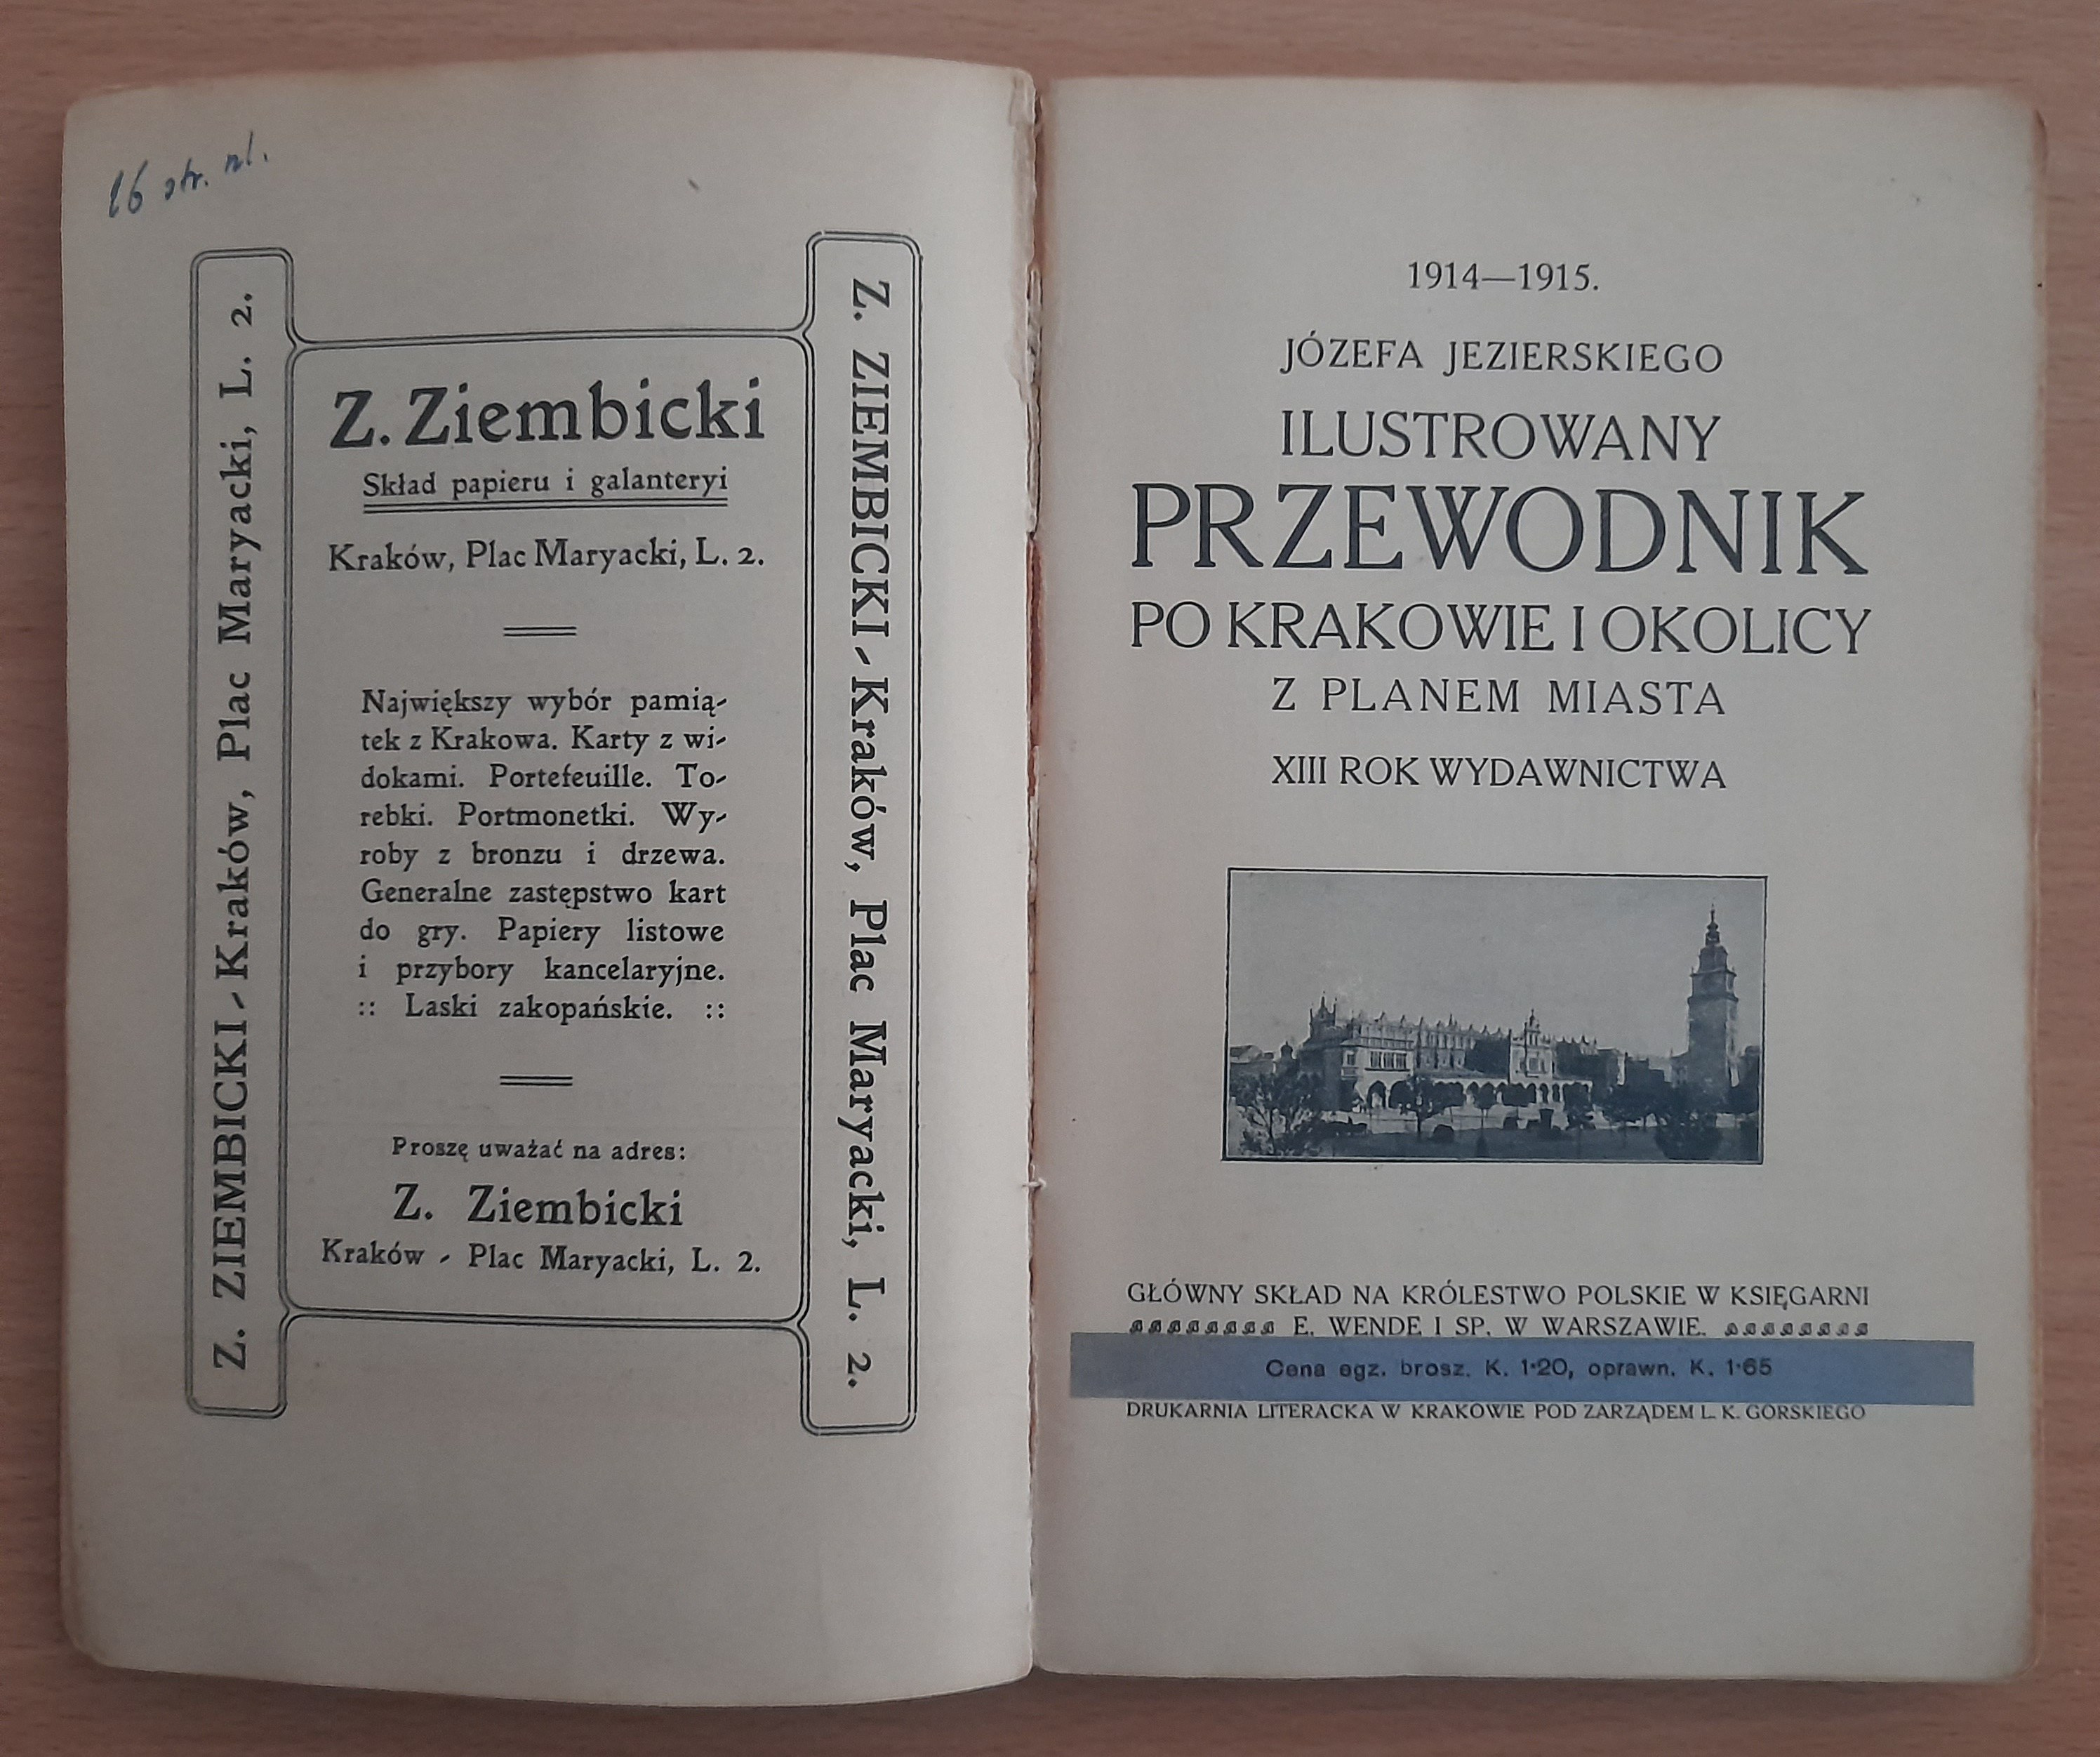 16 str. nl.
Z. ZIEMBICKI - Kraków, Plac Maryacki, L. 2.
Z. Ziembicki
Skład papieru i galanteryi
Kraków, Plac Maryacki, L. 2.
Największy wybór pamią-
tek z Krakowa. Karty z wi-
dokami. Portefeuille. To-
rebki. Portmonetki. Wy-
roby z bronzu i drzewa.
Generalne zastępstwo kart
do gry. Papiery listowe
i przybory kancelaryjne.
:: Laski zakopańskie. ::
Proszę uważać na adres:
Z. Ziembicki
Kraków - Plac Maryacki, L. 2.
Z. ZIEMBICKI - Kraków, Plac Maryacki, L. 2.
1914—1915.
JÓZEFA JEZIERSKIEGO
ILUSTROWANY
PRZEWODNIK
PO KRAKOWIE I OKOLICY
Z PLANEM MIASTA
XIII ROK WYDAWNICTWA
GŁÓWNY SKŁAD NA KRÓLESTWO POLSKIE W KSIĘGARNI
E. WENDE I SP. W WARSZAWIE.
Cena egz. brosz. K. 1·20, oprawn. K. 1·65
DRUKARNIA LITERACKA W KRAKOWIE POD ZARZĄDEM L. K. GÓRSKIEGO